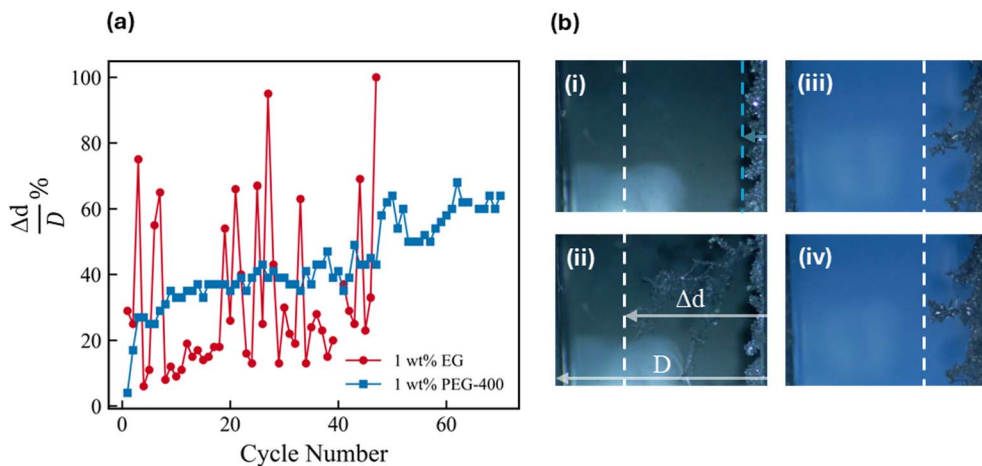 (a)
(b)
Δd/D %
100
80
60
40
20
0
1 wt% EG
1 wt% PEG-400
0 20 40 60
Cycle Number
(i)
(iii)
(ii)
(iv)
Δd
D